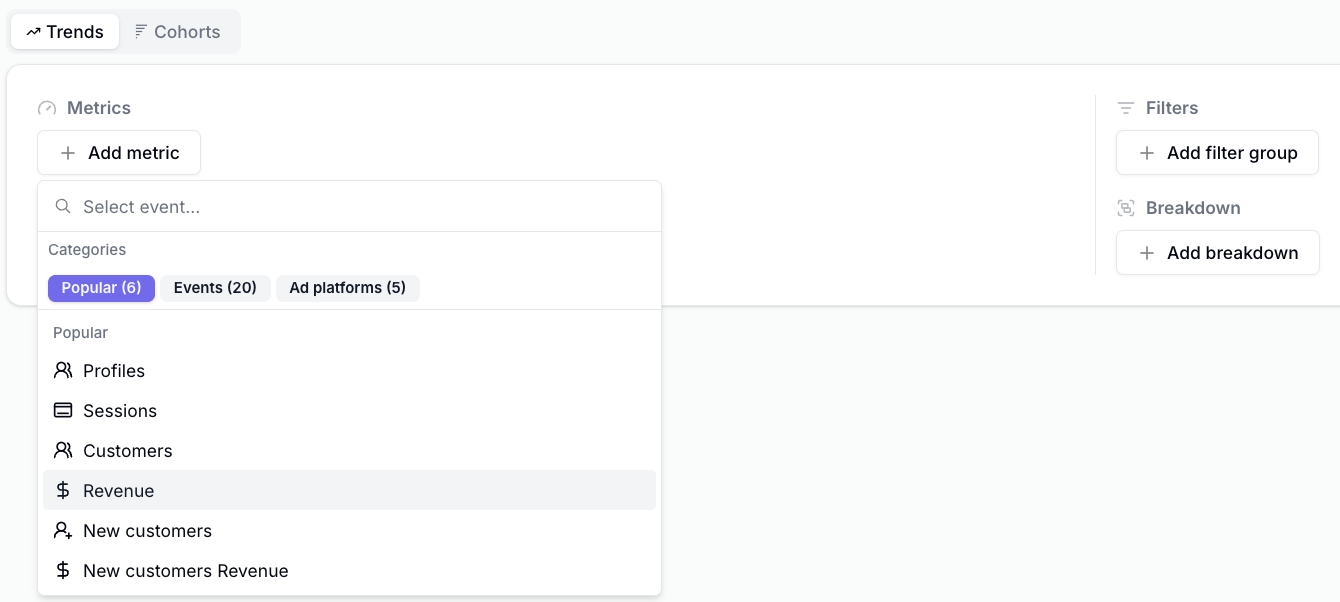 Trends
Cohorts
Metrics
Add metric
Select event...
Categories
Popular (6)
Events (20)
Ad platforms (5)
Popular
Profiles
Sessions
Customers
Revenue
New customers
New customers Revenue
Filters
Add filter group
Breakdown
Add breakdown